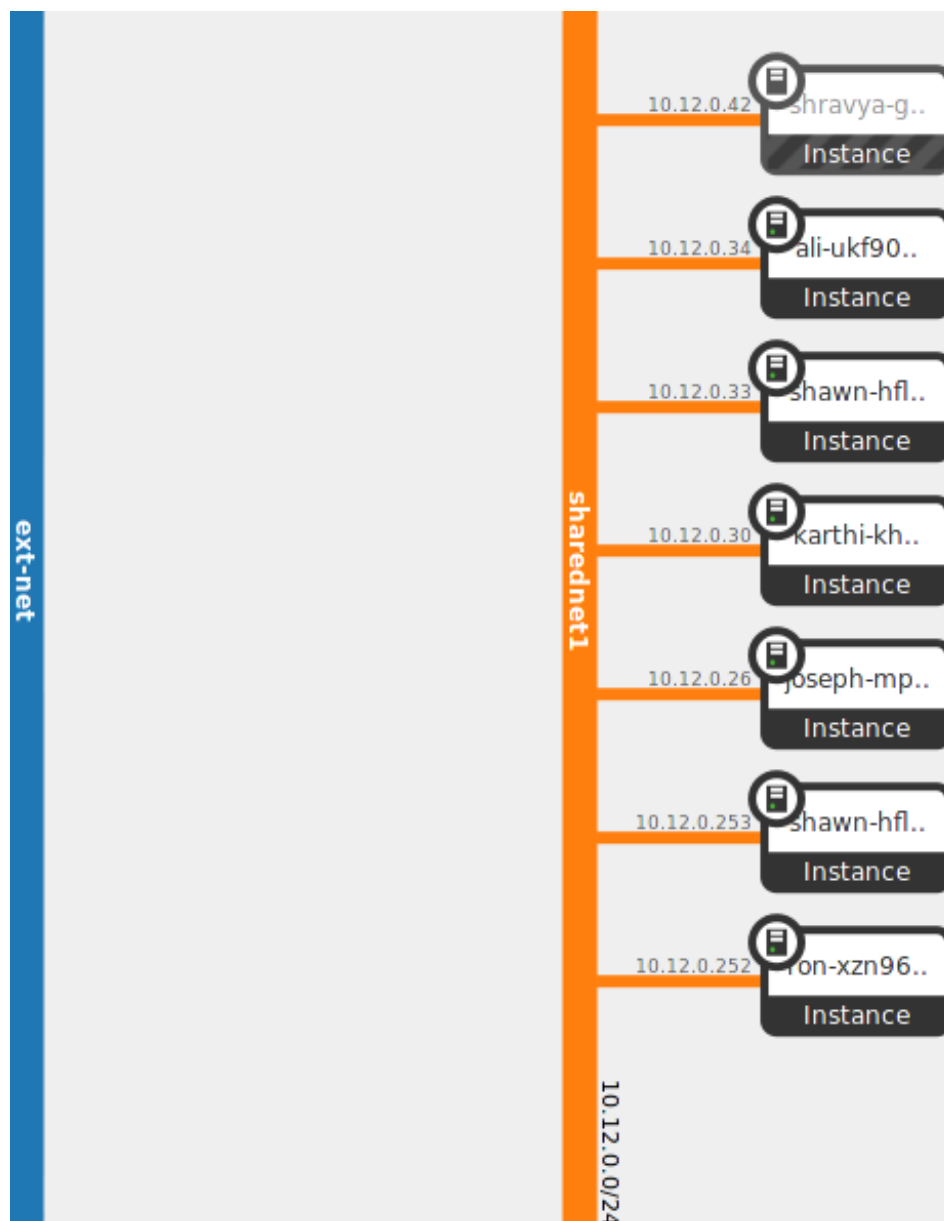 ext-net
sharednet1
10.12.0.0/24
10.12.0.42
shravya-g..
Instance
10.12.0.34
ali-ukf90..
Instance
10.12.0.33
shawn-hfl..
Instance
10.12.0.30
karthi-kh..
Instance
10.12.0.26
joseph-mp..
Instance
10.12.0.253
shawn-hfl..
Instance
10.12.0.252
ron-xzn96..
Instance